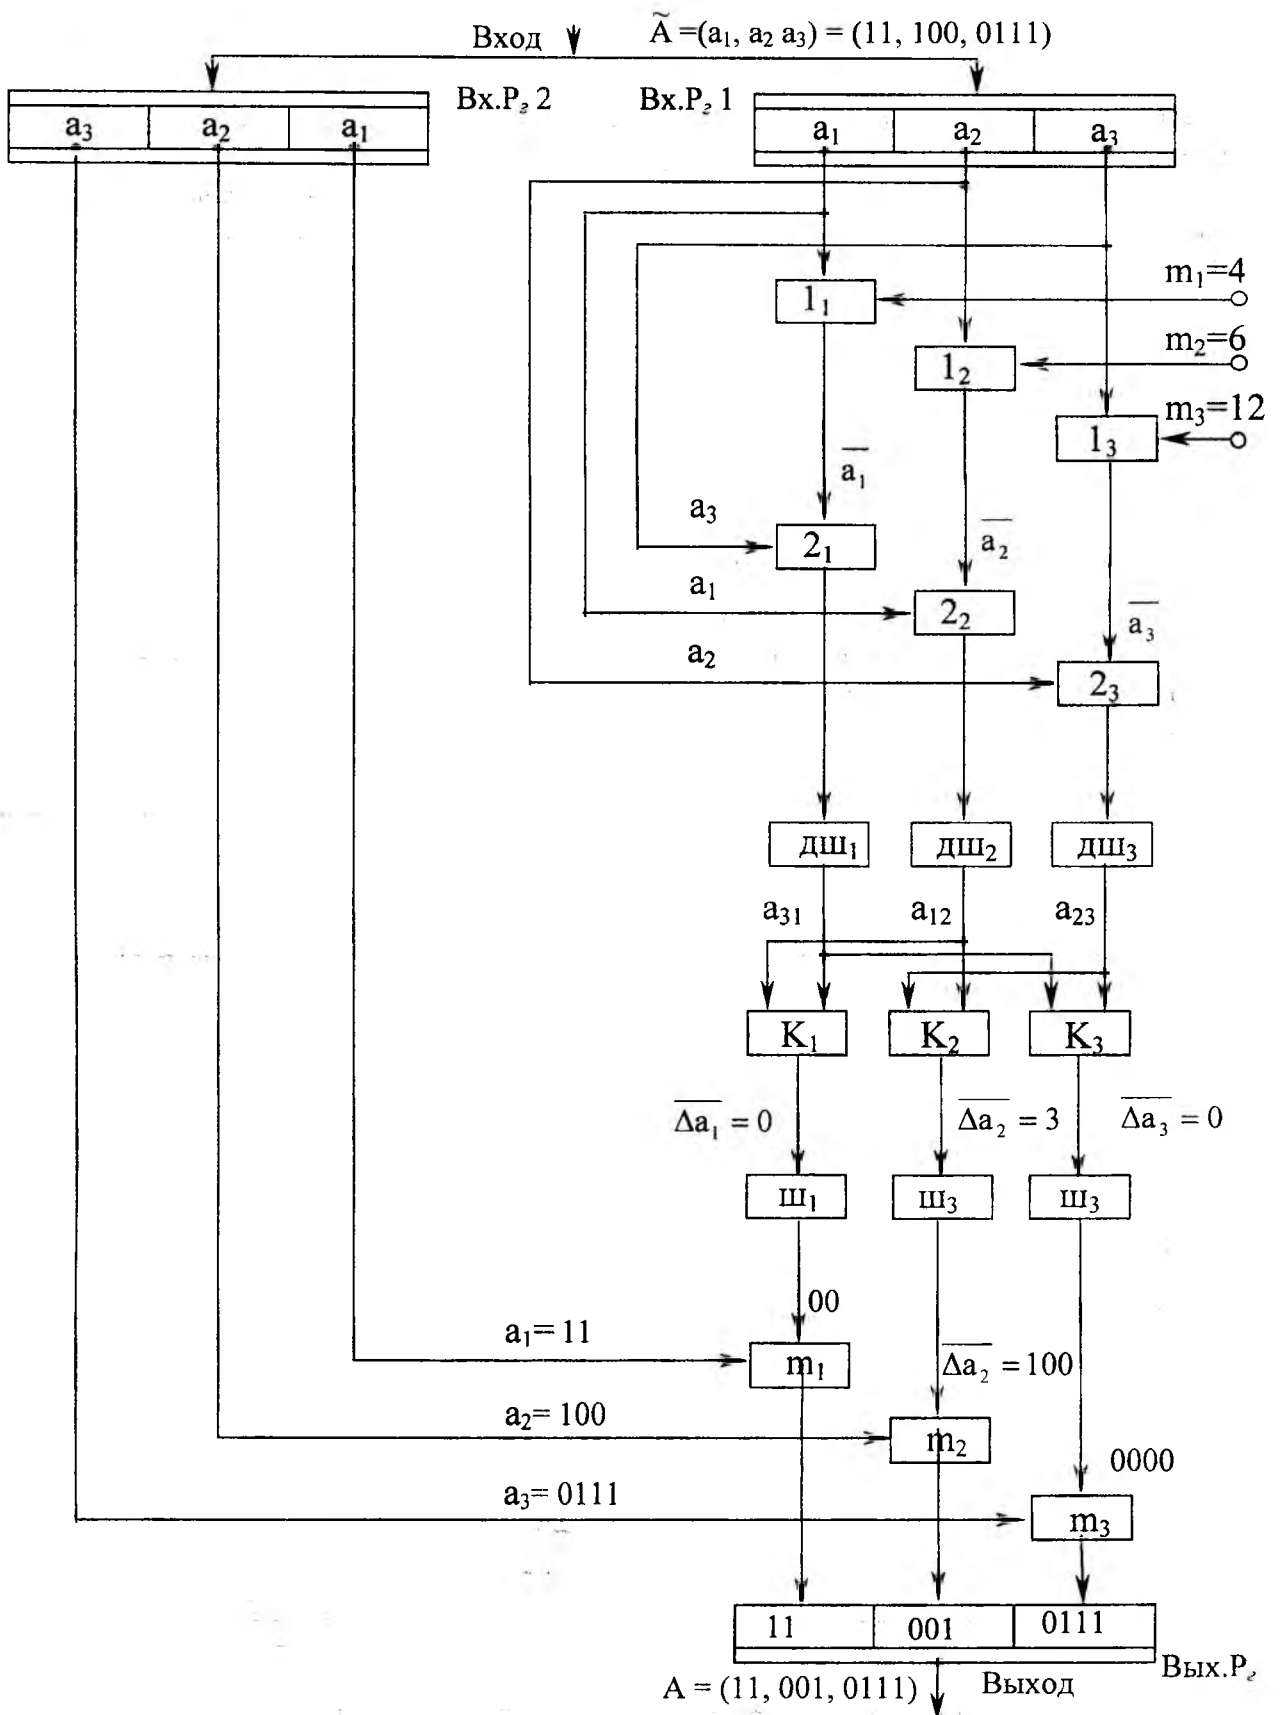 Вход Ã =(a₁, a₂ a₃) = (11, 100, 0111)
Вх.Рг 2 Вх.Рг 1
a₃ a₂ a₁ a₁ a₂ a₃
m₁=4
1₁
m₂=6
1₂
m₃=12
1₃
a̅₁
a₃
2₁
a̅₂
a₁
2₂
a̅₃
a₂
2₃
дш₁ дш₂ дш₃
a₃₁ a₁₂ a₂₃
K₁ K₂ K₃
Δa₁ = 0 Δa₂ = 3 Δa₃ = 0
ш₁ ш₃ ш₃
00
a₁= 11
m₁
Δa₂ = 100
a₂= 100
m₂
0000
a₃= 0111
m₃
11 001 0111
Вых.Рг
A = (11, 001, 0111) Выход